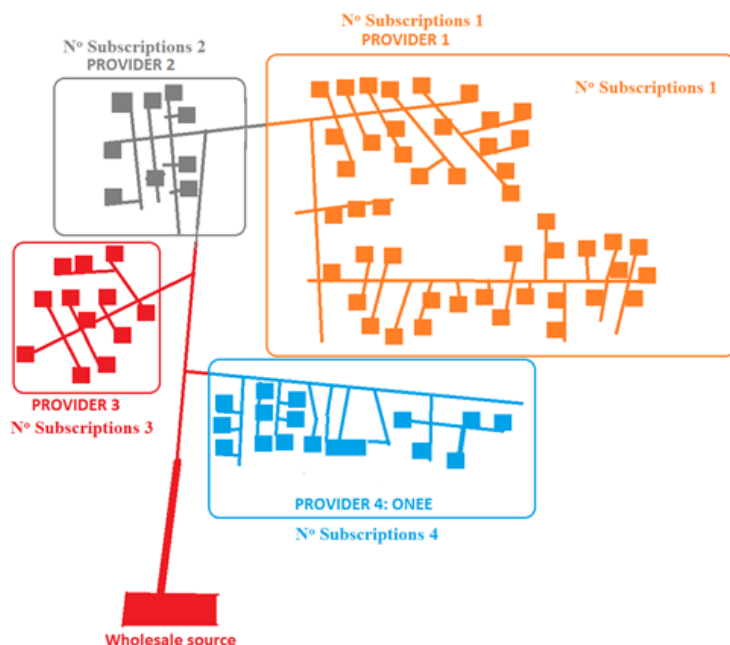 Nº Subscriptions 1
PROVIDER 1
Nº Subscriptions 2
PROVIDER 2
Nº Subscriptions 1
PROVIDER 3
Nº Subscriptions 3
PROVIDER 4: ONEE
Nº Subscriptions 4
Wholesale source